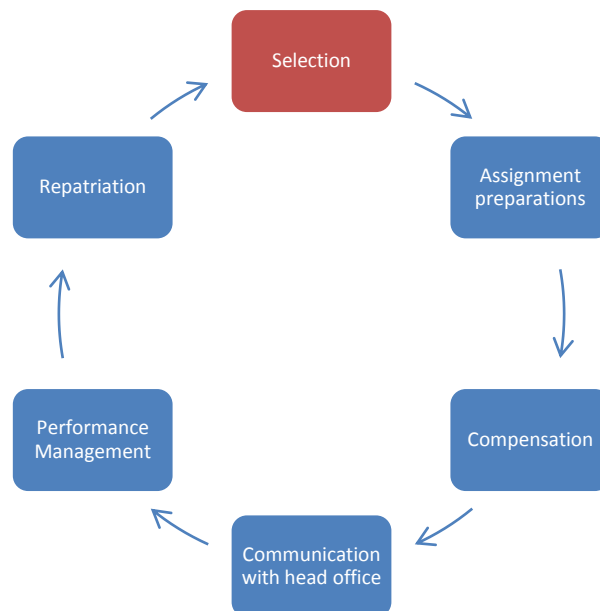 Selection
Assignment
preparations
Compensation
Communication
with head office
Performance
Management
Repatriation